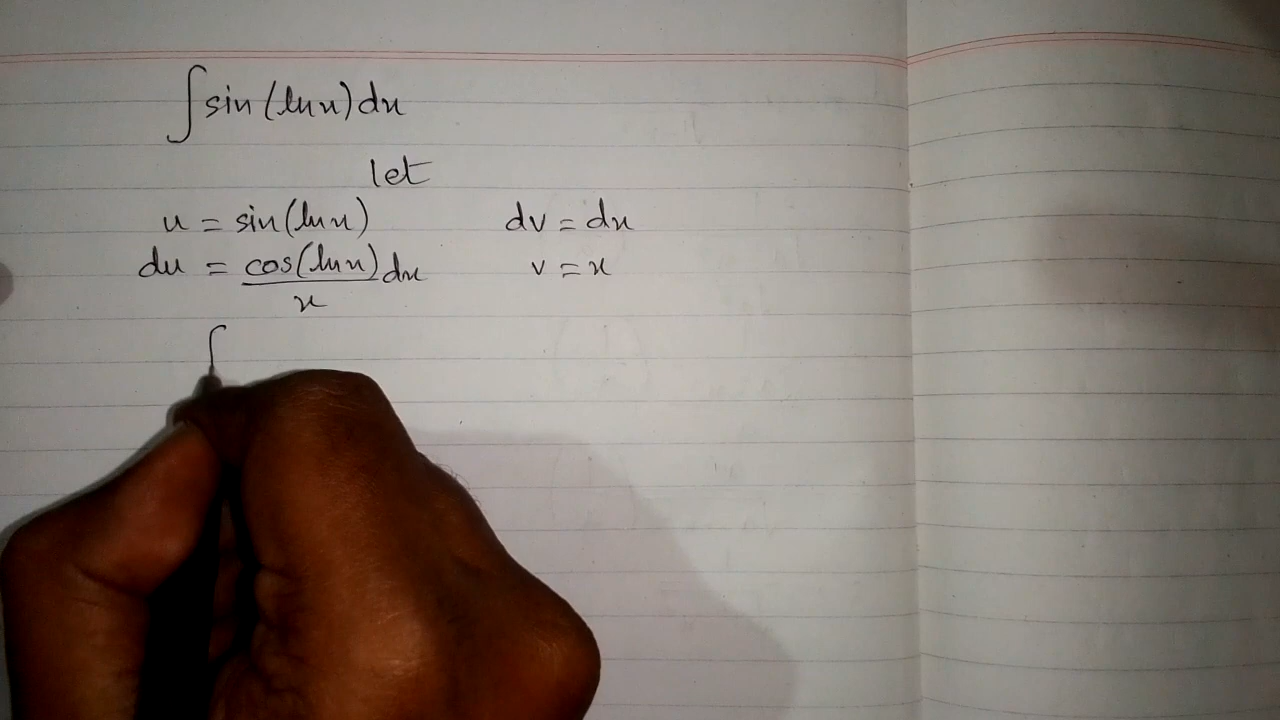 ∫ sin (ln x) dx
let
u = sin(ln x) dv = dx
du = cos(ln x)/x dx v = x
∫